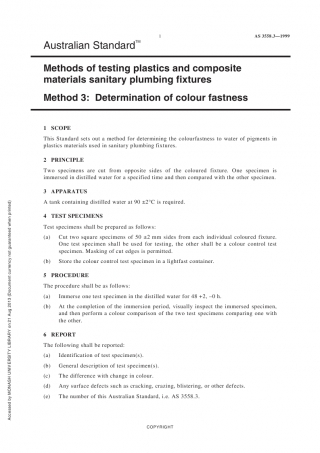 1
AS 3558.3—1999
Australian Standard™
Methods of testing plastics and composite
materials sanitary plumbing fixtures
Method 3: Determination of colour fastness
1 SCOPE
This Standard sets out a method for determining the colourfastness to water of pigments in
plastics materials used in sanitary plumbing fixtures.
2 PRINCIPLE
Two specimens are cut from opposite sides of the coloured fixture. One specimen is
immersed in distilled water for a specified time and then compared with the other specimen.
3 APPARATUS
A tank containing distilled water at 90 ±2°C is required.
4 TEST SPECIMENS
Test specimens shall be prepared as follows:
(a) Cut two square specimens of 50 ±2 mm sides from each individual coloured fixture.
One test specimen shall be used for testing, the other shall be a colour control test
specimen. Masking of cut edges is permitted.
(b) Store the colour control test specimen in a lightfast container.
5 PROCEDURE
The procedure shall be as follows:
(a) Immerse one test specimen in the distilled water for 48 +2, −0 h.
(b) At the completion of the immersion period, visually inspect the immersed specimen,
and then perform a colour comparison of the two test specimens comparing one with
the other.
6 REPORT
The following shall be reported:
(a) Identification of test specimen(s).
(b) General description of test specimen(s).
(c) The difference with change in colour.
(d) Any surface defects such as cracking, crazing, blistering, or other defects.
(e) The number of this Australian Standard, i.e. AS 3558.3.
Accessed by MONASH UNIVERSITY LIBRARY on 21 Aug 2013 (Document currency not guaranteed when printed)
COPYRIGHT